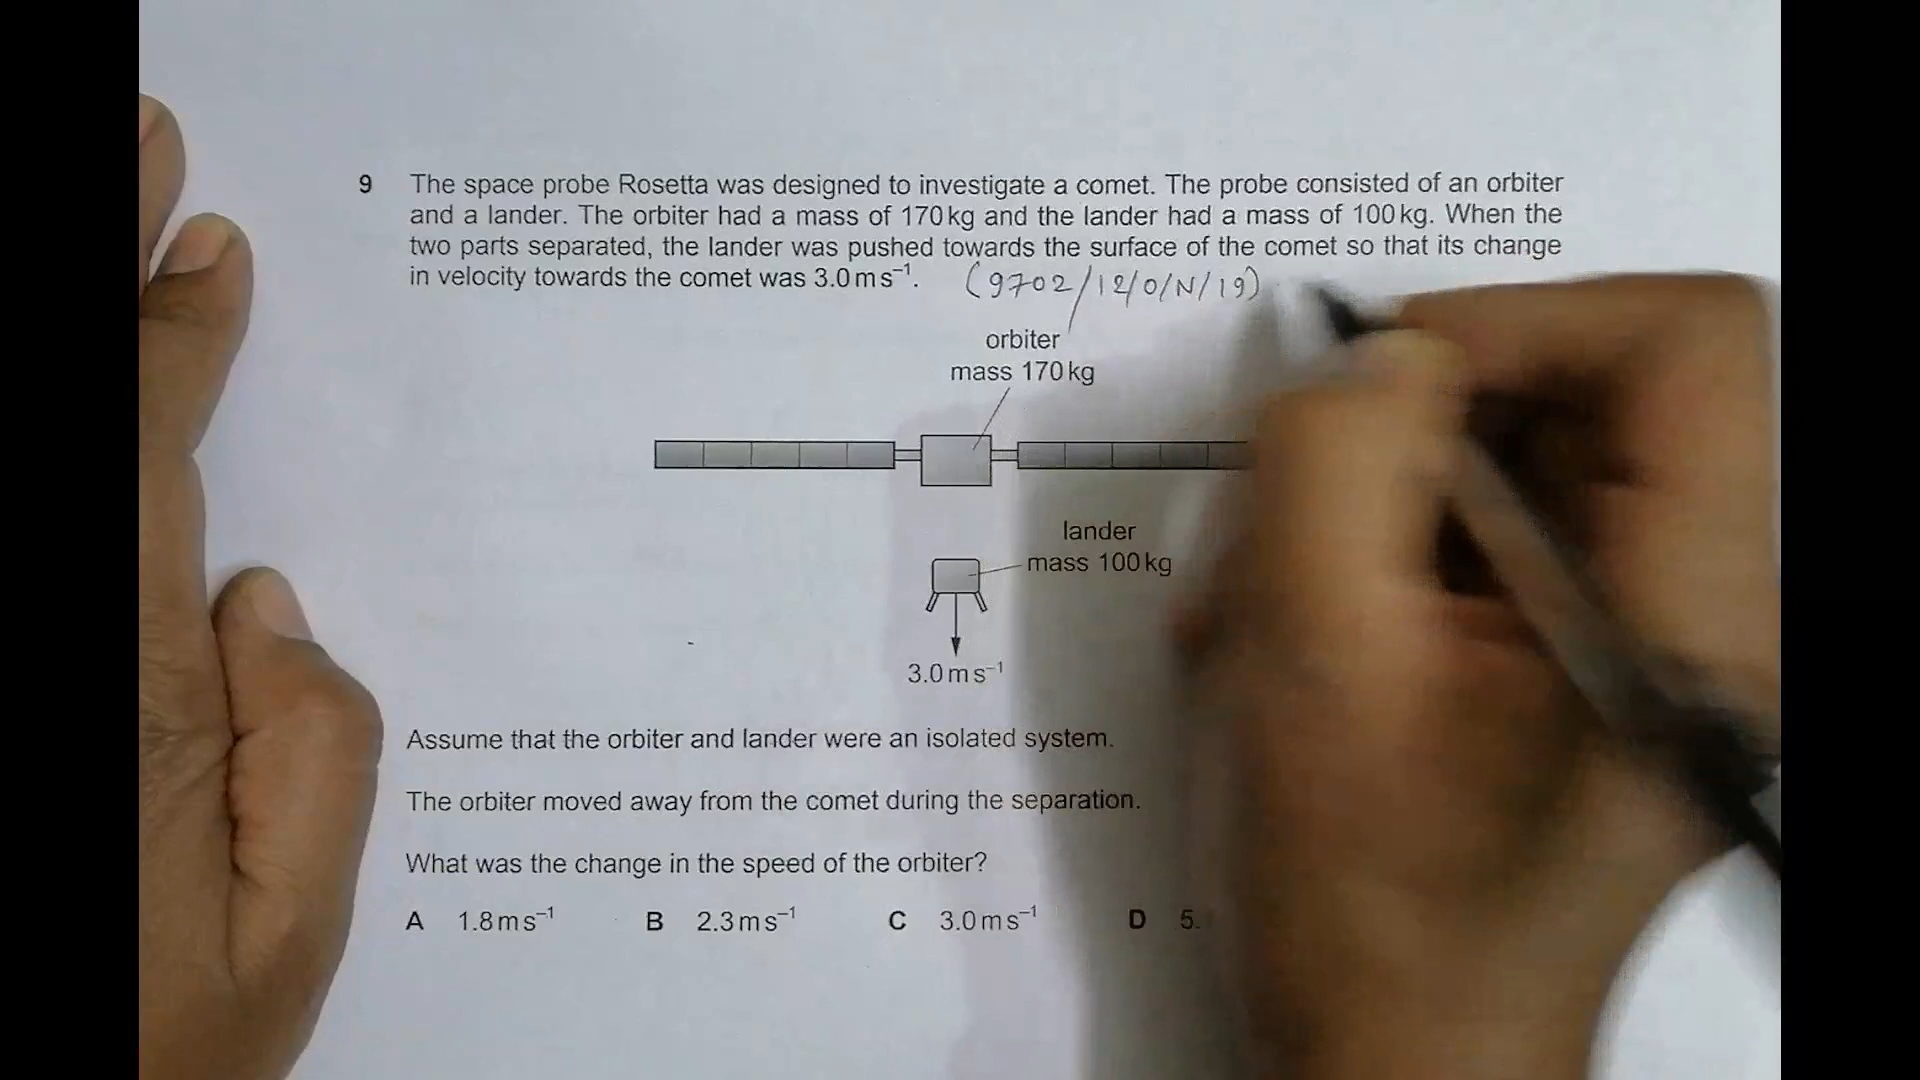 9 The space probe Rosetta was designed to investigate a comet. The probe consisted of an orbiter
and a lander. The orbiter had a mass of 170 kg and the lander had a mass of 100 kg. When the
two parts separated, the lander was pushed towards the surface of the comet so that its change
in velocity towards the comet was 3.0 m s⁻¹. (9702/12/O/N/19)
orbiter
mass 170 kg
lander
mass 100 kg
3.0 m s⁻¹
Assume that the orbiter and lander were an isolated system.
The orbiter moved away from the comet during the separation.
What was the change in the speed of the orbiter?
A 1.8 m s⁻¹ B 2.3 m s⁻¹ C 3.0 m s⁻¹ D 5.